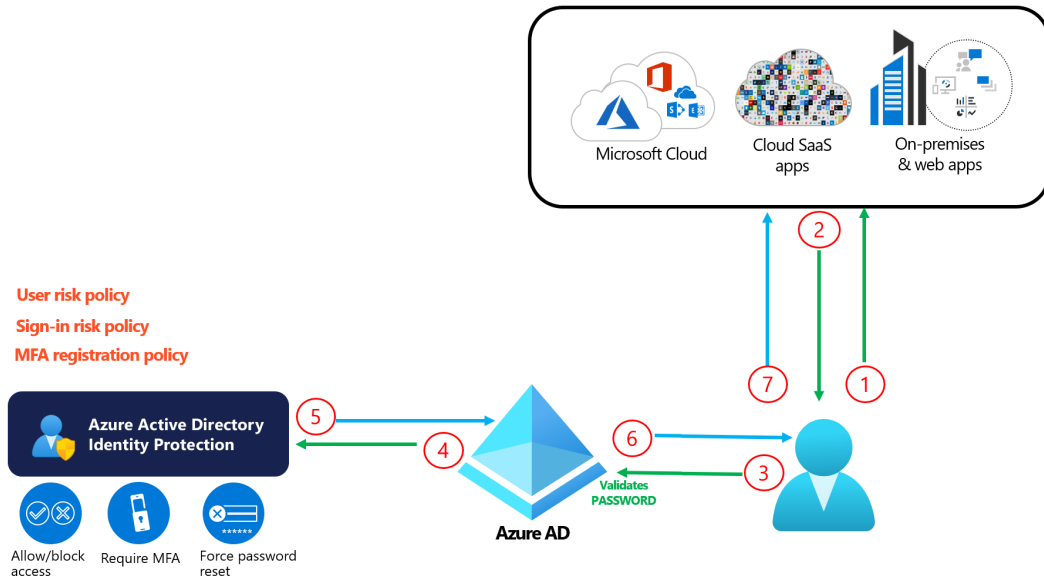 Microsoft Cloud
Cloud SaaS
apps
On-premises
& web apps
2
User risk policy
Sign-in risk policy
MFA registration policy
7
1
Azure Active Directory
Identity Protection
5
4
6
3
Validates
PASSWORD
Azure AD
******
Allow/block
access
Require MFA
Force password
reset